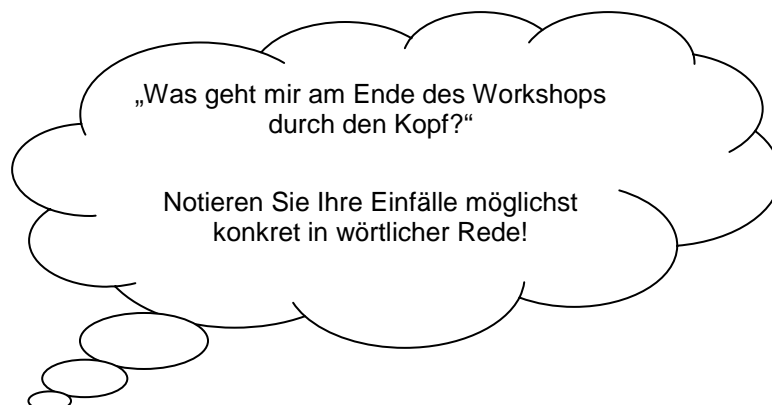 „Was geht mir am Ende des Workshops
durch den Kopf?“
Notieren Sie Ihre Einfälle möglichst
konkret in wörtlicher Rede!